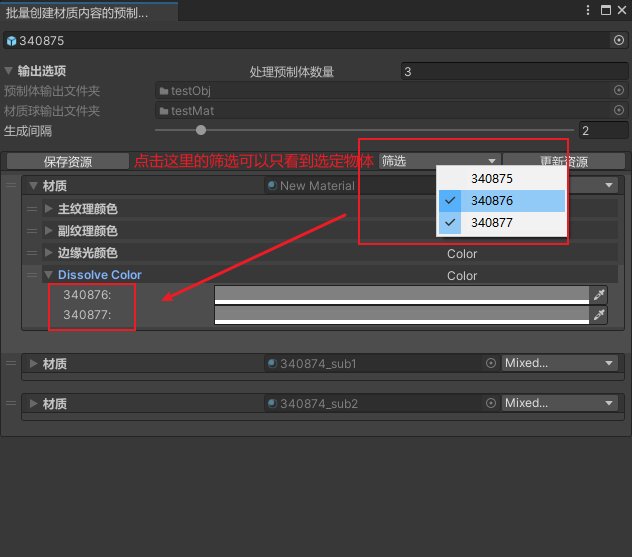 批量创建材质内容的预制...
340875
输出选项 处理预制体数量 3
预制体输出文件夹 testObj
材质球输出文件夹 testMat
生成间隔 2
保存资源 点击这里的筛选可以只看到选定物体 筛选 更新资源
材质 New Material
340875
340876
340877
主纹理颜色
副纹理颜色
边缘光颜色 Color
Dissolve Color Color
340876:
340877:
材质 340874_sub1 Mixed...
材质 340874_sub2 Mixed...